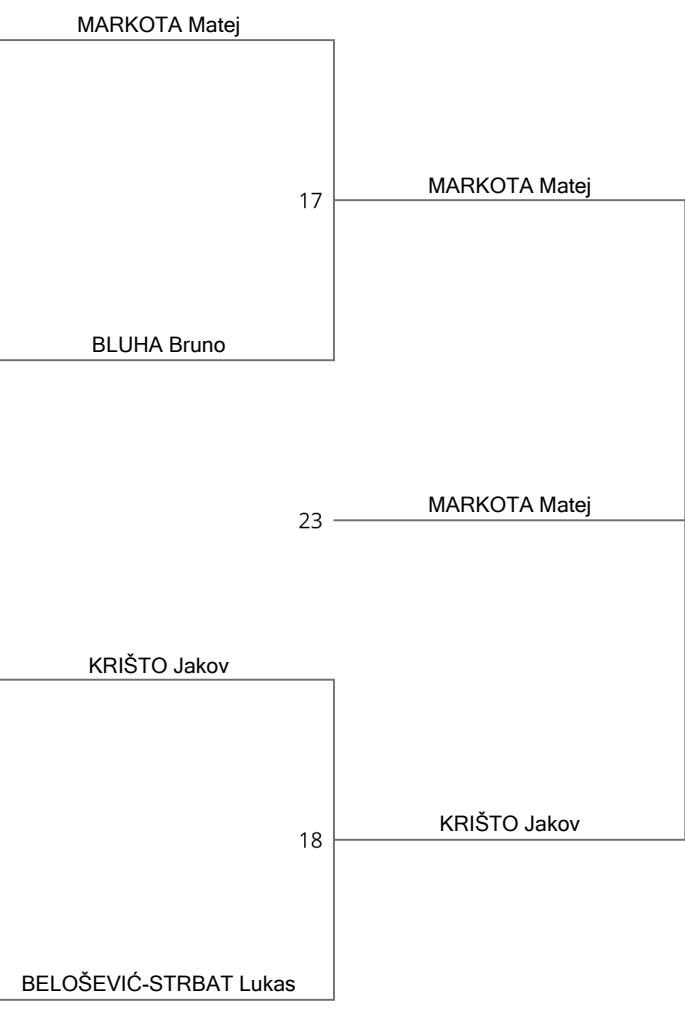 MARKOTA Matej
MARKOTA Matej
17
BLUHA Bruno
MARKOTA Matej
23
KRIŠTO Jakov
KRIŠTO Jakov
18
BELOŠEVIĆ-STRBAT Lukas